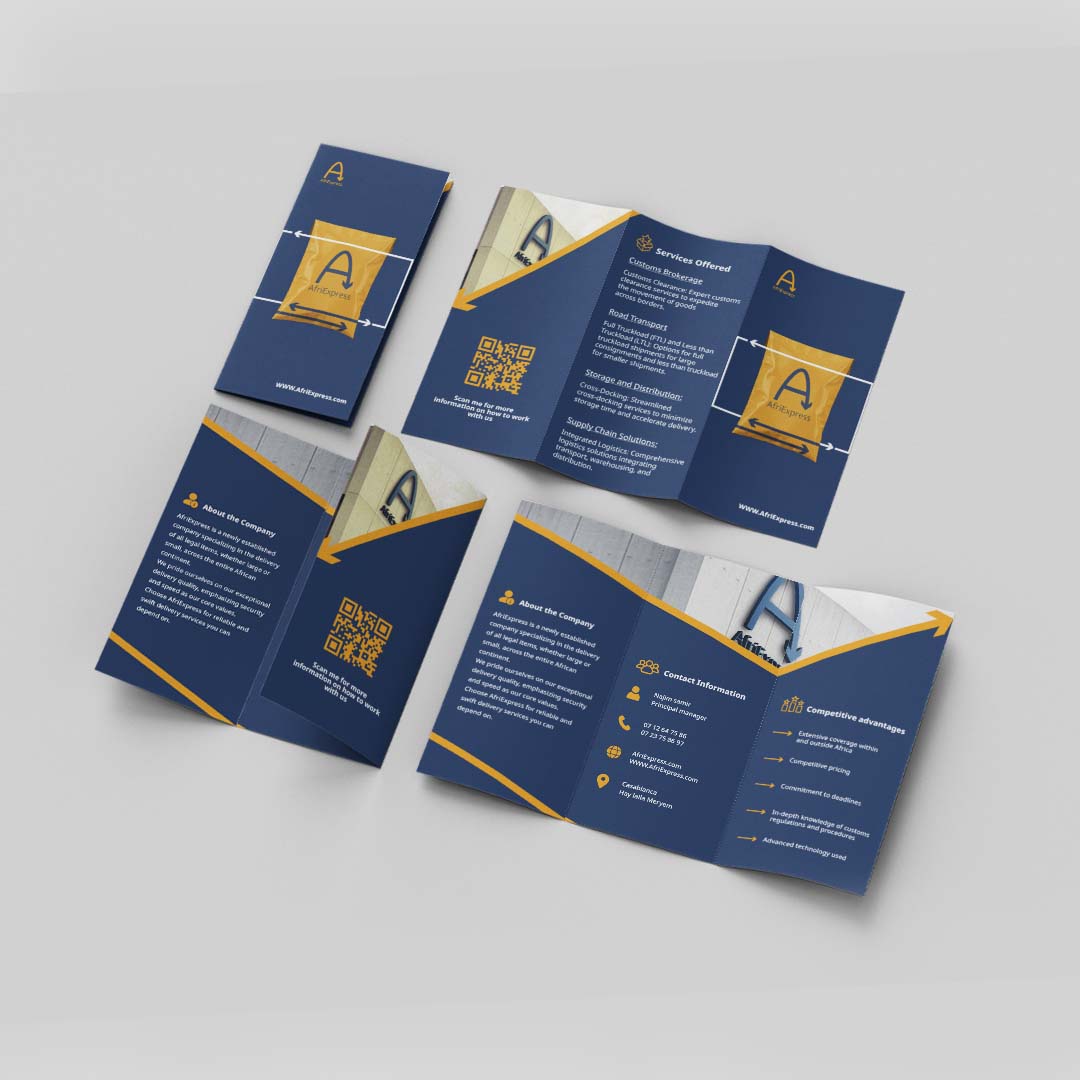 A
AfriExpress
A
AfriExpress
WWW.AfriExpress.com
A
Scan me for more
information on how to work
with us
Services Offered
Customs Brokerage
Customs Clearance: Expert customs
clearance services to expedite
the movement of goods
across borders.
Road Transport
Full Truckload (FTL) and Less than
Truckload (LTL): Options for full
truckload shipments for large
consignments and less than truckload
for smaller shipments.
Storage and Distribution:
Cross-Docking: Streamlined
cross-docking services to minimize
storage time and accelerate delivery.
Supply Chain Solutions:
Integrated Logistics: Comprehensive
logistics solutions integrating
transport, warehousing, and
distribution.
A
AfriExpress
A
AfriExpress
WWW.AfriExpress.com
About the Company
AfriExpress is a newly established
company specializing in the delivery
of all legal items, whether large or
small, across the entire African
continent.
We pride ourselves on our exceptional
delivery quality, emphasizing security
and speed as our core values.
Choose AfriExpress for reliable and
swift delivery services you can
depend on.
A
Scan me for more
information on how to work
with us
About the Company
AfriExpress is a newly established
company specializing in the delivery
of all legal items, whether large or
small, across the entire African
continent.
We pride ourselves on our exceptional
delivery quality, emphasizing security
and speed as our core values.
Choose AfriExpress for reliable and
swift delivery services you can
depend on.
A
Contact Information
Najim samir
Principal manager
07 12 64 75 86
07 23 75 86 97
AfriExpress.com
WWW.AfriExpress.com
Casablanca
Hay laila Meryem
Competitive advantages
Extensive coverage within
and outside Africa
Competitive pricing
Commitment to deadlines
In-depth knowledge of customs
regulations and procedures
Advanced technology used